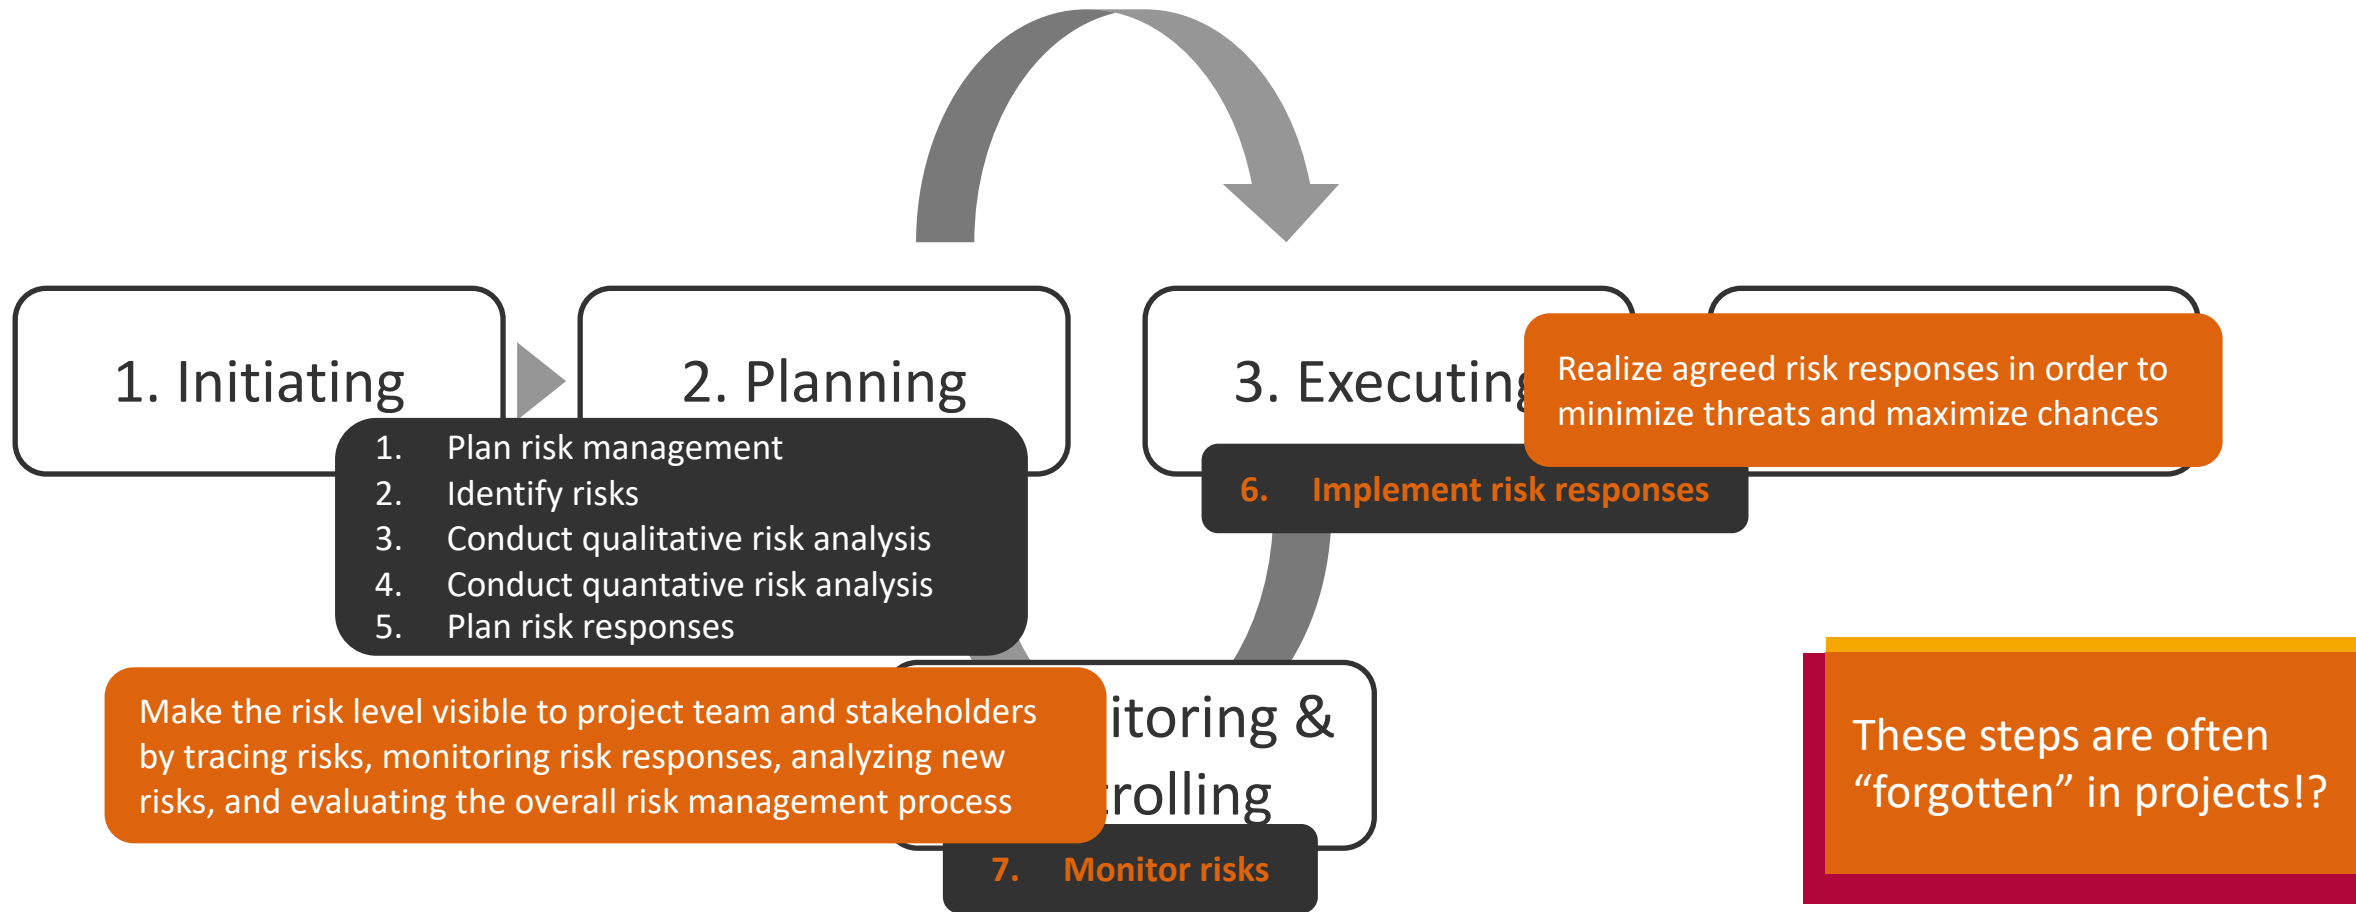 1. Initiating
2. Planning
3. Executing
Realize agreed risk responses in order to
minimize threats and maximize chances
1. Plan risk management
2. Identify risks
3. Conduct qualitative risk analysis
4. Conduct quantative risk analysis
5. Plan risk responses
6. Implement risk responses
Make the risk level visible to project team and stakeholders
by tracing risks, monitoring risk responses, analyzing new
risks, and evaluating the overall risk management process
itoring &
trolling
7. Monitor risks
These steps are often
“forgotten” in projects!?